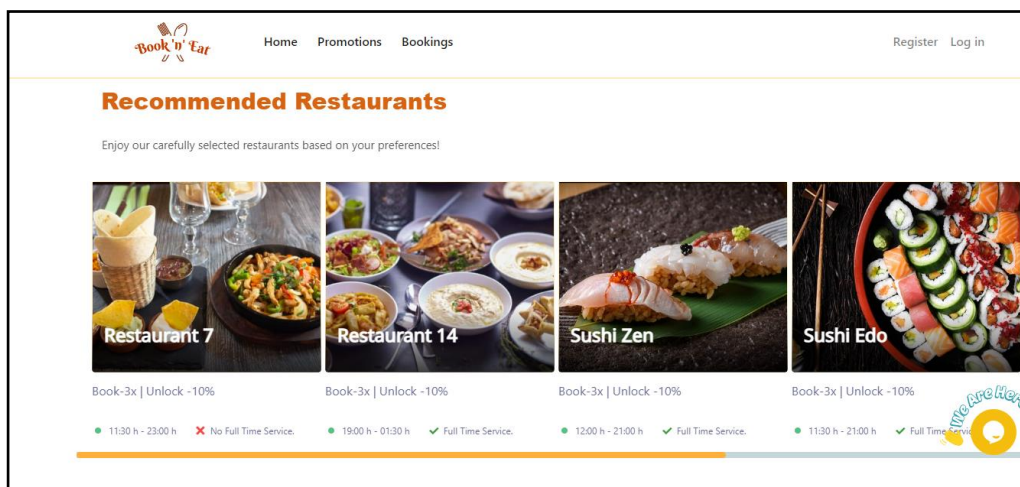 Book 'n' Eat
Home Promotions Bookings Register Log in
Recommended Restaurants
Enjoy our carefully selected restaurants based on your preferences!
Restaurant 7 Restaurant 14 Sushi Zen Sushi Edo
Book-3x | Unlock -10% Book-3x | Unlock -10% Book-3x | Unlock -10% Book-3x | Unlock -10%
11:30 h - 23:00 h No Full Time Service. 19:00 h - 01:30 h Full Time Service. 12:00 h - 21:00 h Full Time Service. 11:30 h - 21:00 h Full Time
We Are Here